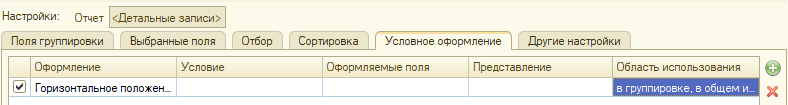 Настройки: Отчет <Детальные записи>
Поля группировки Выбранные поля Отбор Сортировка Условное оформление Другие настройки
Оформление Условие Оформляемые поля Представление Область использования
Горизонтальное положен... в группировке, в общем и...